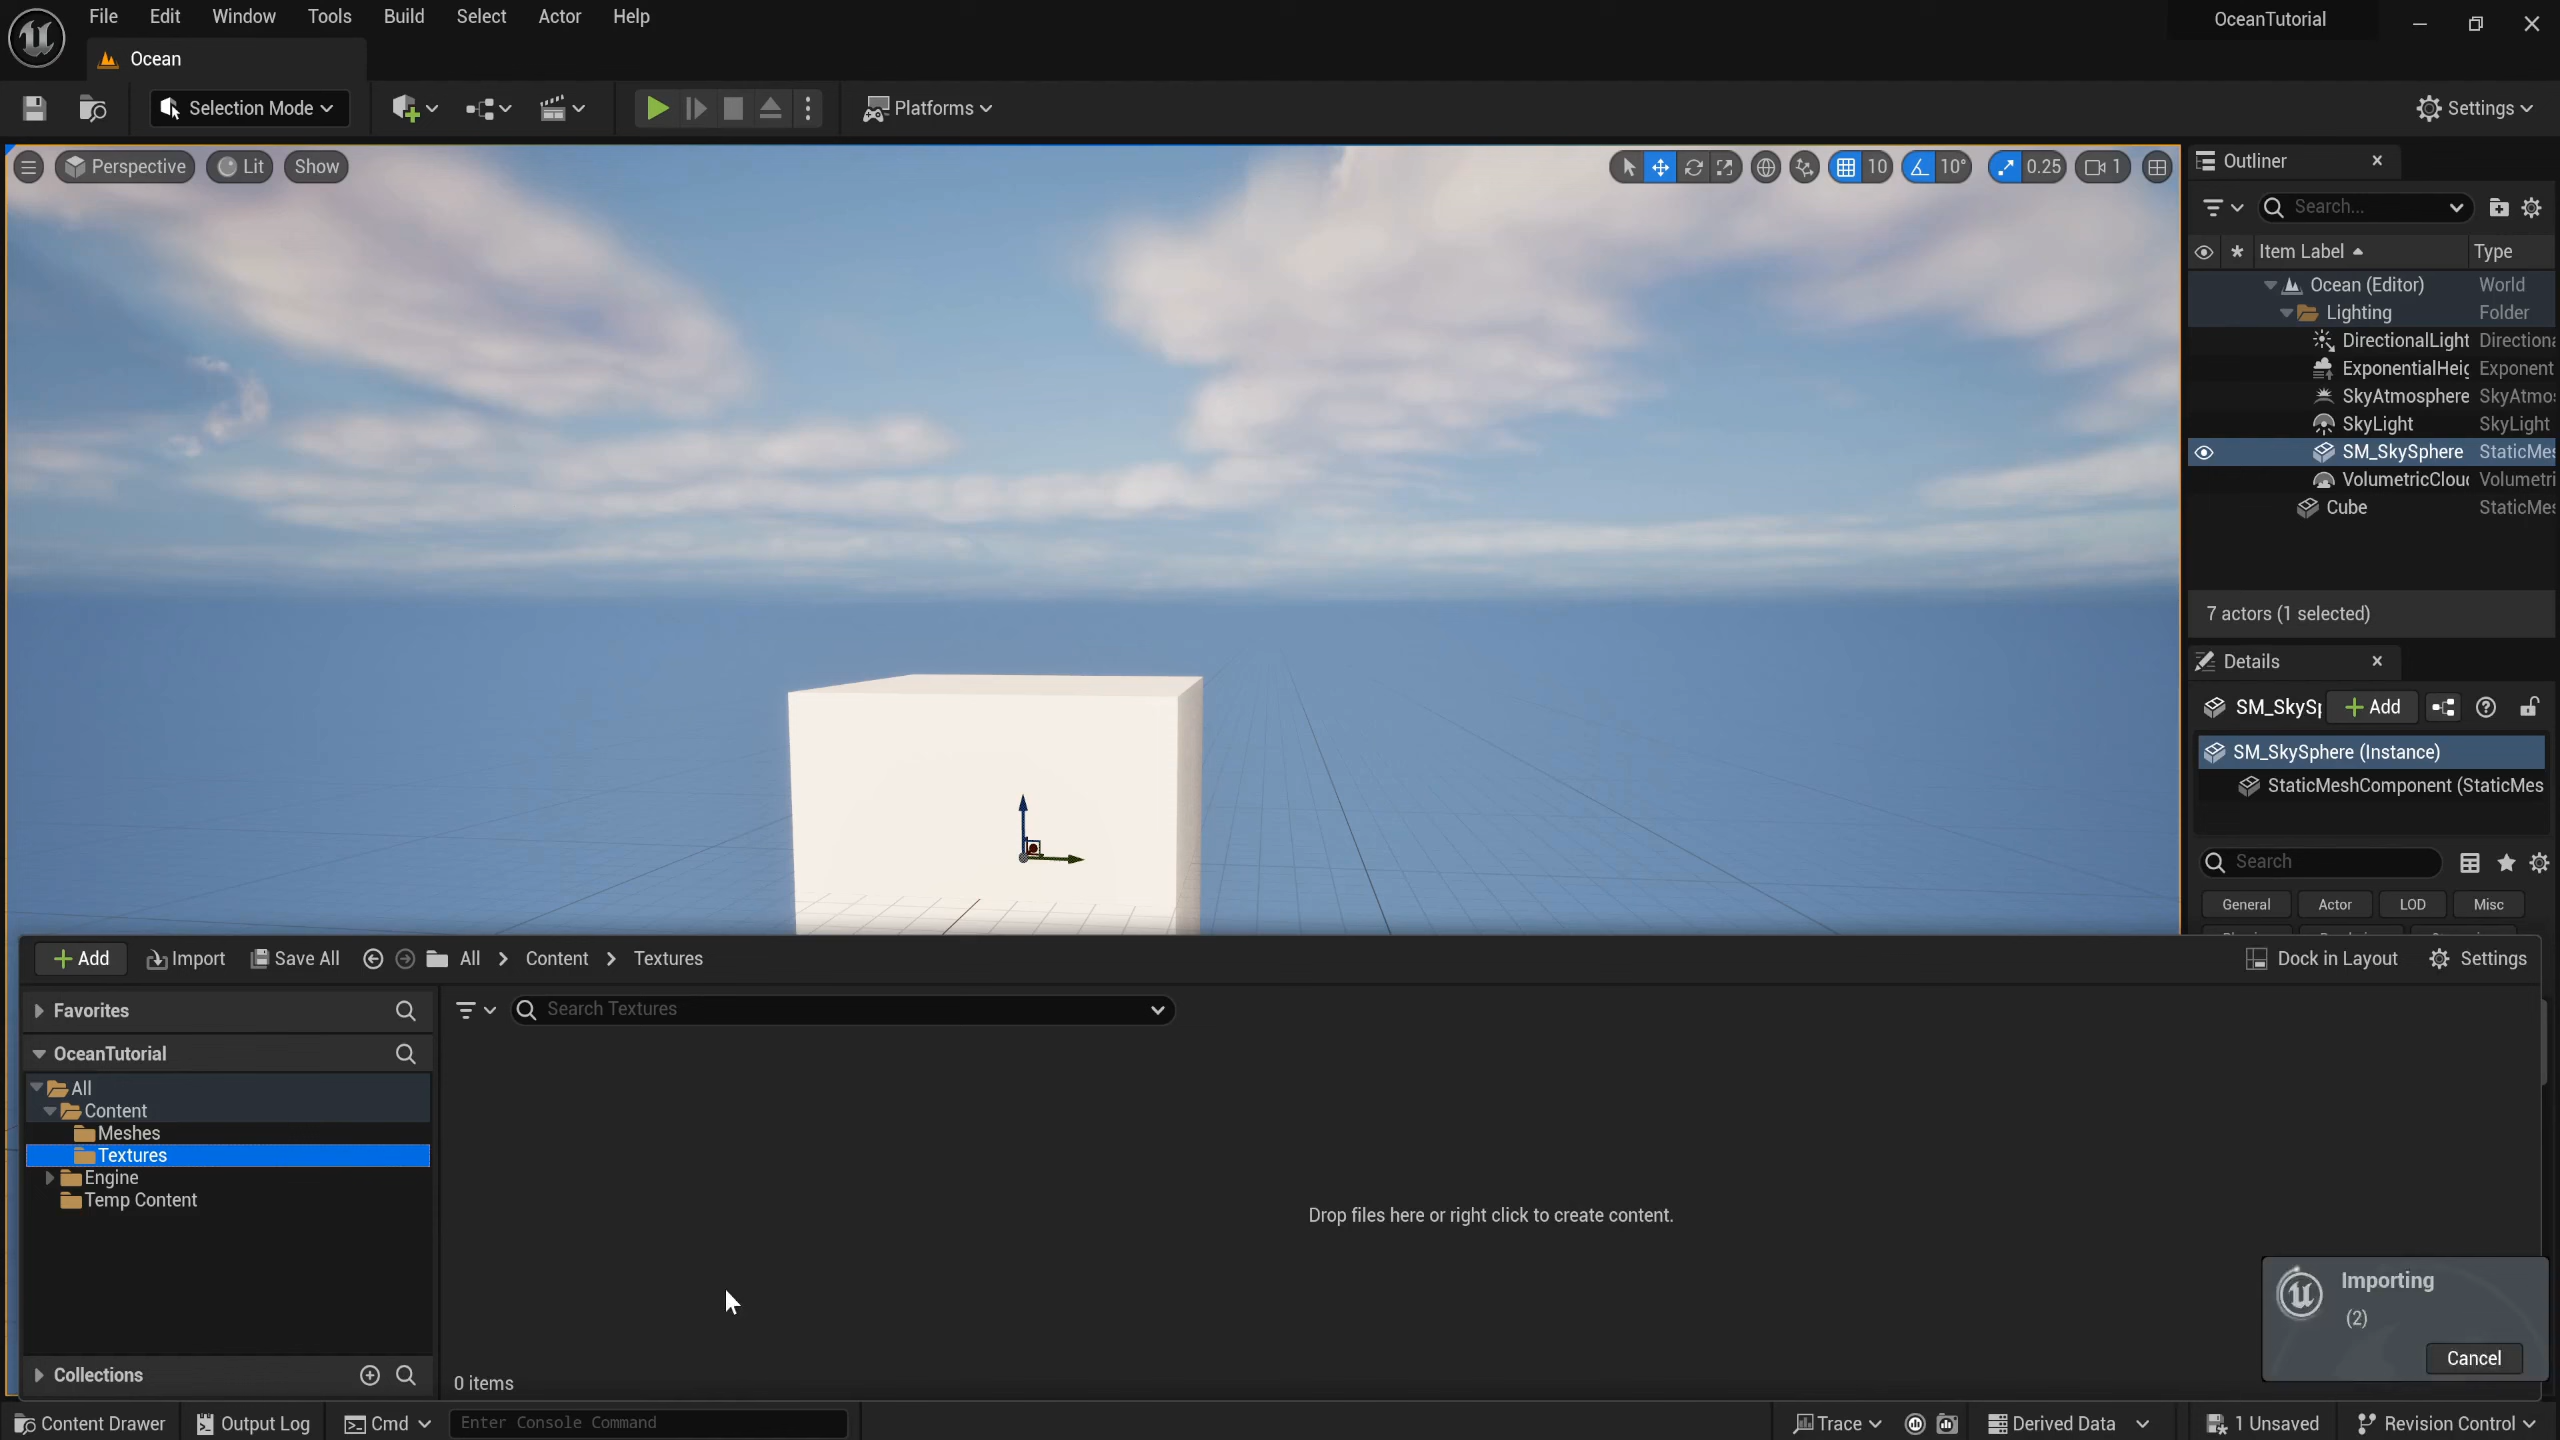 File Edit Window Tools Build Select Actor Help
OceanTutorial
Ocean
Selection Mode
Platforms
Settings
Perspective Lit Show
10 10° 0.25 1
Outliner
Search...
Item Label Type
Ocean (Editor) World
Lighting Folder
DirectionalLight Directiona
ExponentialHeig Exponent
SkyAtmosphere SkyAtmo
SkyLight SkyLight
SM_SkySphere StaticMes
VolumetricClou Volumetri
Cube StaticMes
7 actors (1 selected)
Details
SM_SkySp Add
SM_SkySphere (Instance)
StaticMeshComponent (StaticMes
Search
General Actor LOD Misc
Add Import Save All All Content Textures
Dock in Layout Settings
Favorites
Search Textures
OceanTutorial
All
Content
Meshes
Textures
Engine
Temp Content
Drop files here or right click to create content.
Importing
(2)
Cancel
Collections
0 items
Content Drawer Output Log Cmd Enter Console Command
Trace Derived Data 1 Unsaved Revision Control